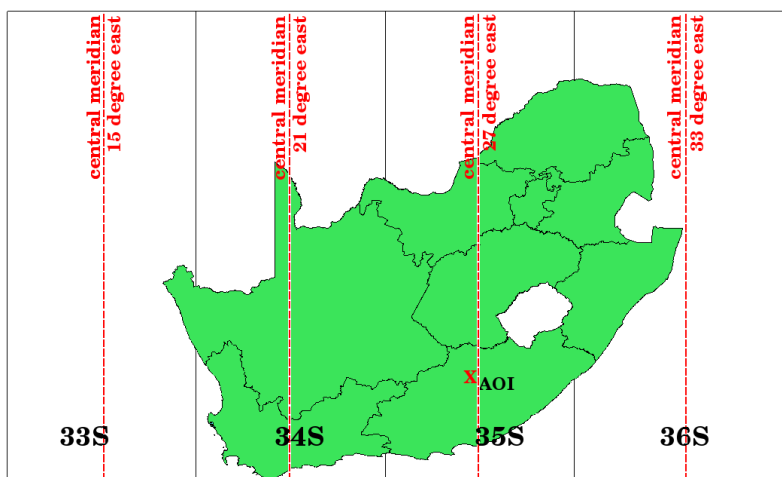 central meridian
15 degree east
central meridian
21 degree east
central meridian
27 degree east
central meridian
33 degree east
X
AOI
33S
34S
35S
36S